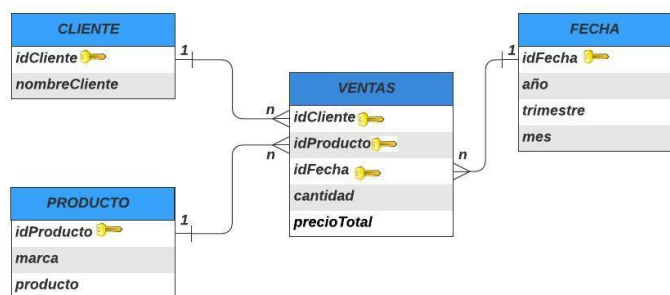 CLIENTE
idCliente
nombreCliente
1
n
PRODUCTO
idProducto
marca
producto
1
n
VENTAS
idCliente
idProducto
idFecha
cantidad
precioTotal
n
1
FECHA
idFecha
año
trimestre
mes